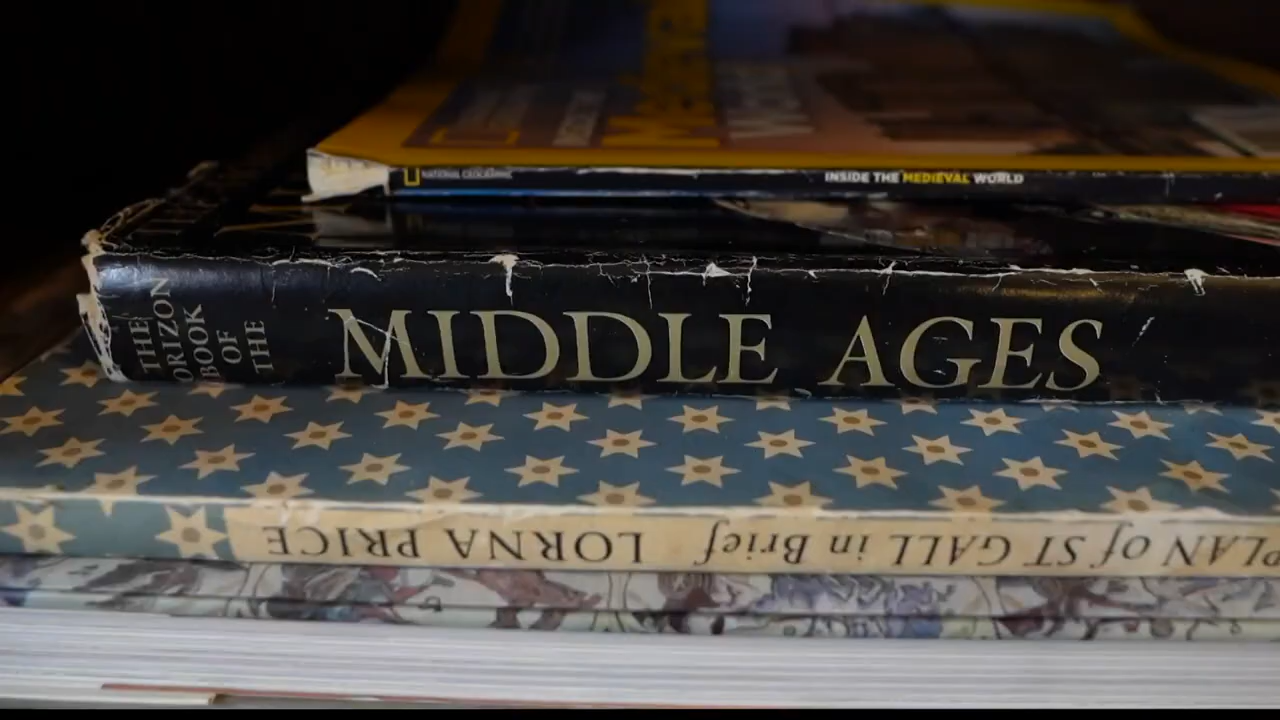 NATIONAL GEOGRAPHIC
INSIDE THE MEDIEVAL WORLD
THE
ORIZON
BOOK
OF
THE
MIDDLE AGES
PLAN of ST GALL in Brief LORNA PRICE